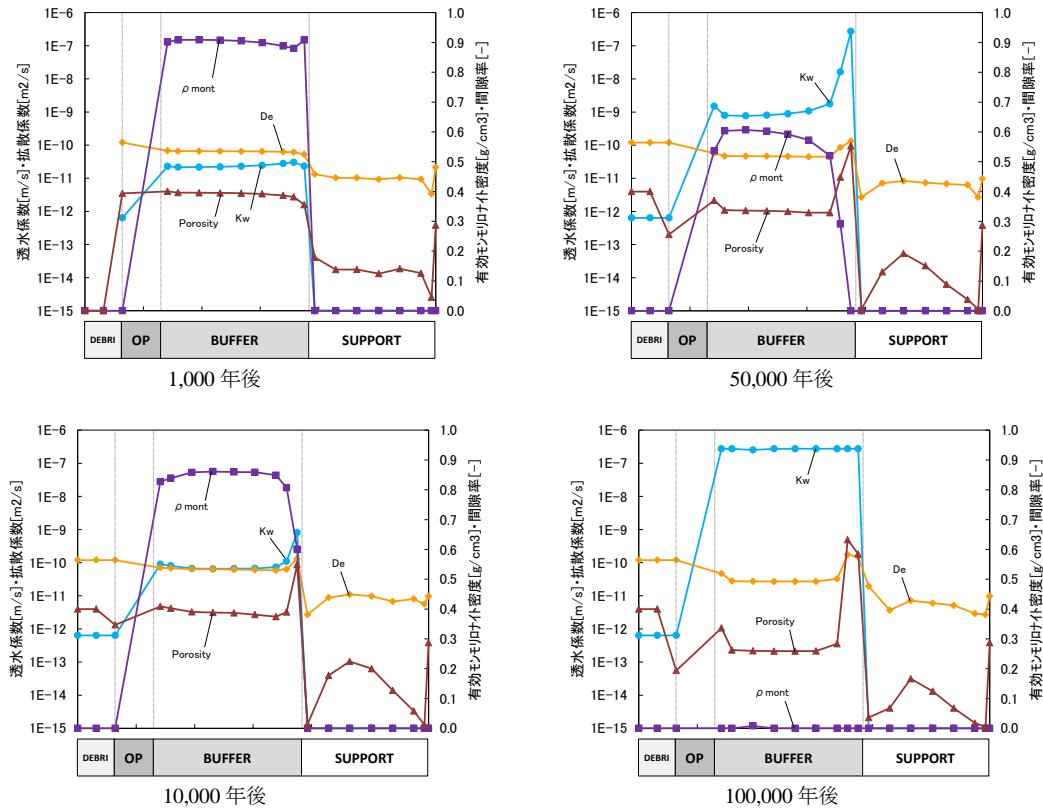 透水係数[m/s]・拡散係数[m2/s]
1E-6
1E-7
1E-8
1E-9
1E-10
1E-11
1E-12
1E-13
1E-14
1E-15
ρ mont
De
Kw
Porosity
1.0
0.9
0.8
0.7
0.6
0.5
0.4
0.3
0.2
0.1
0.0
有効モンモリロナイト密度[g/cm3]・間隙率[-]
DEBRI OP BUFFER SUPPORT
1,000 年後
透水係数[m/s]・拡散係数[m2/s]
1E-6
1E-7
1E-8
1E-9
1E-10
1E-11
1E-12
1E-13
1E-14
1E-15
Kw
De
ρ mont
Porosity
1.0
0.9
0.8
0.7
0.6
0.5
0.4
0.3
0.2
0.1
0.0
有効モンモリロナイト密度[g/cm3]・間隙率[-]
DEBRI OP BUFFER SUPPORT
50,000 年後
透水係数[m/s]・拡散係数[m2/s]
1E-6
1E-7
1E-8
1E-9
1E-10
1E-11
1E-12
1E-13
1E-14
1E-15
ρ mont
Kw
De
Porosity
1.0
0.9
0.8
0.7
0.6
0.5
0.4
0.3
0.2
0.1
0.0
有効モンモリロナイト密度[g/cm3]・間隙率[-]
DEBRI OP BUFFER SUPPORT
10,000 年後
透水係数[m/s]・拡散係数[m2/s]
1E-6
1E-7
1E-8
1E-9
1E-10
1E-11
1E-12
1E-13
1E-14
1E-15
Kw
De
Porosity
ρ mont
1.0
0.9
0.8
0.7
0.6
0.5
0.4
0.3
0.2
0.1
0.0
有効モンモリロナイト密度[g/cm3]・間隙率[-]
DEBRI OP BUFFER SUPPORT
100,000 年後